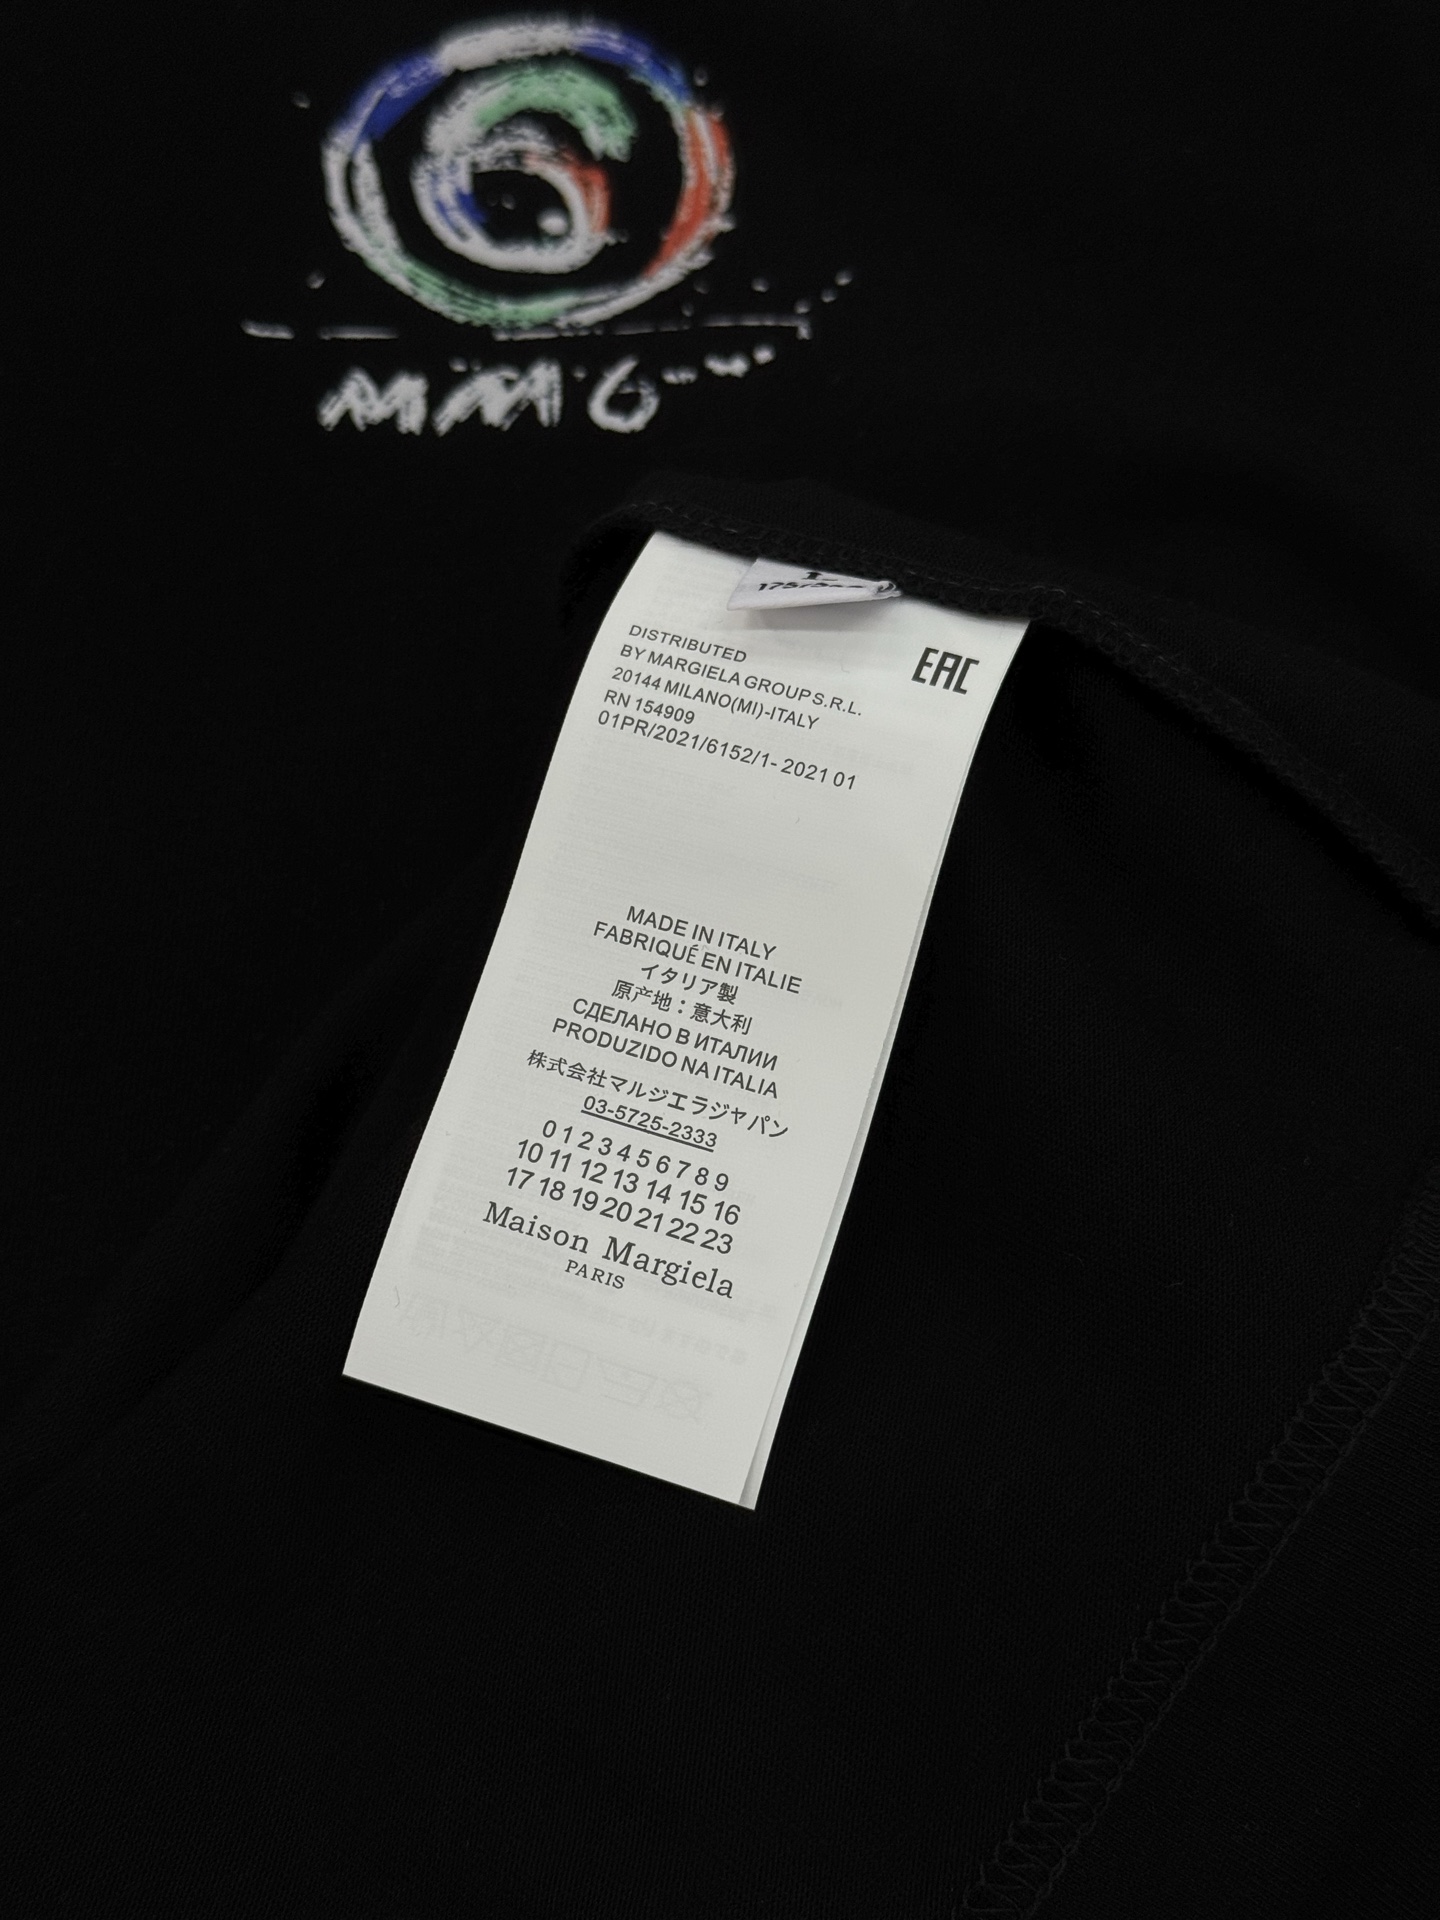 6
MM6
L
DISTRIBUTED
BY MARGIELA GROUP S.R.L.
20144 MILANO(MI)-ITALY
RN 154909
01PR/2021/6152/1- 2021 01
EAC
MADE IN ITALY
FABRIQUÉ EN ITALIE
イタリア製
原产地：意大利
СДЕЛАНО В ИТАЛИИ
PRODUZIDO NA ITALIA
株式会社マルジエラジャパン
03-5725-2333
0 1 2 3 4 5 6 7 8 9
10 11 12 13 14 15 16
17 18 19 20 21 22 23
Maison Margiela
PARIS